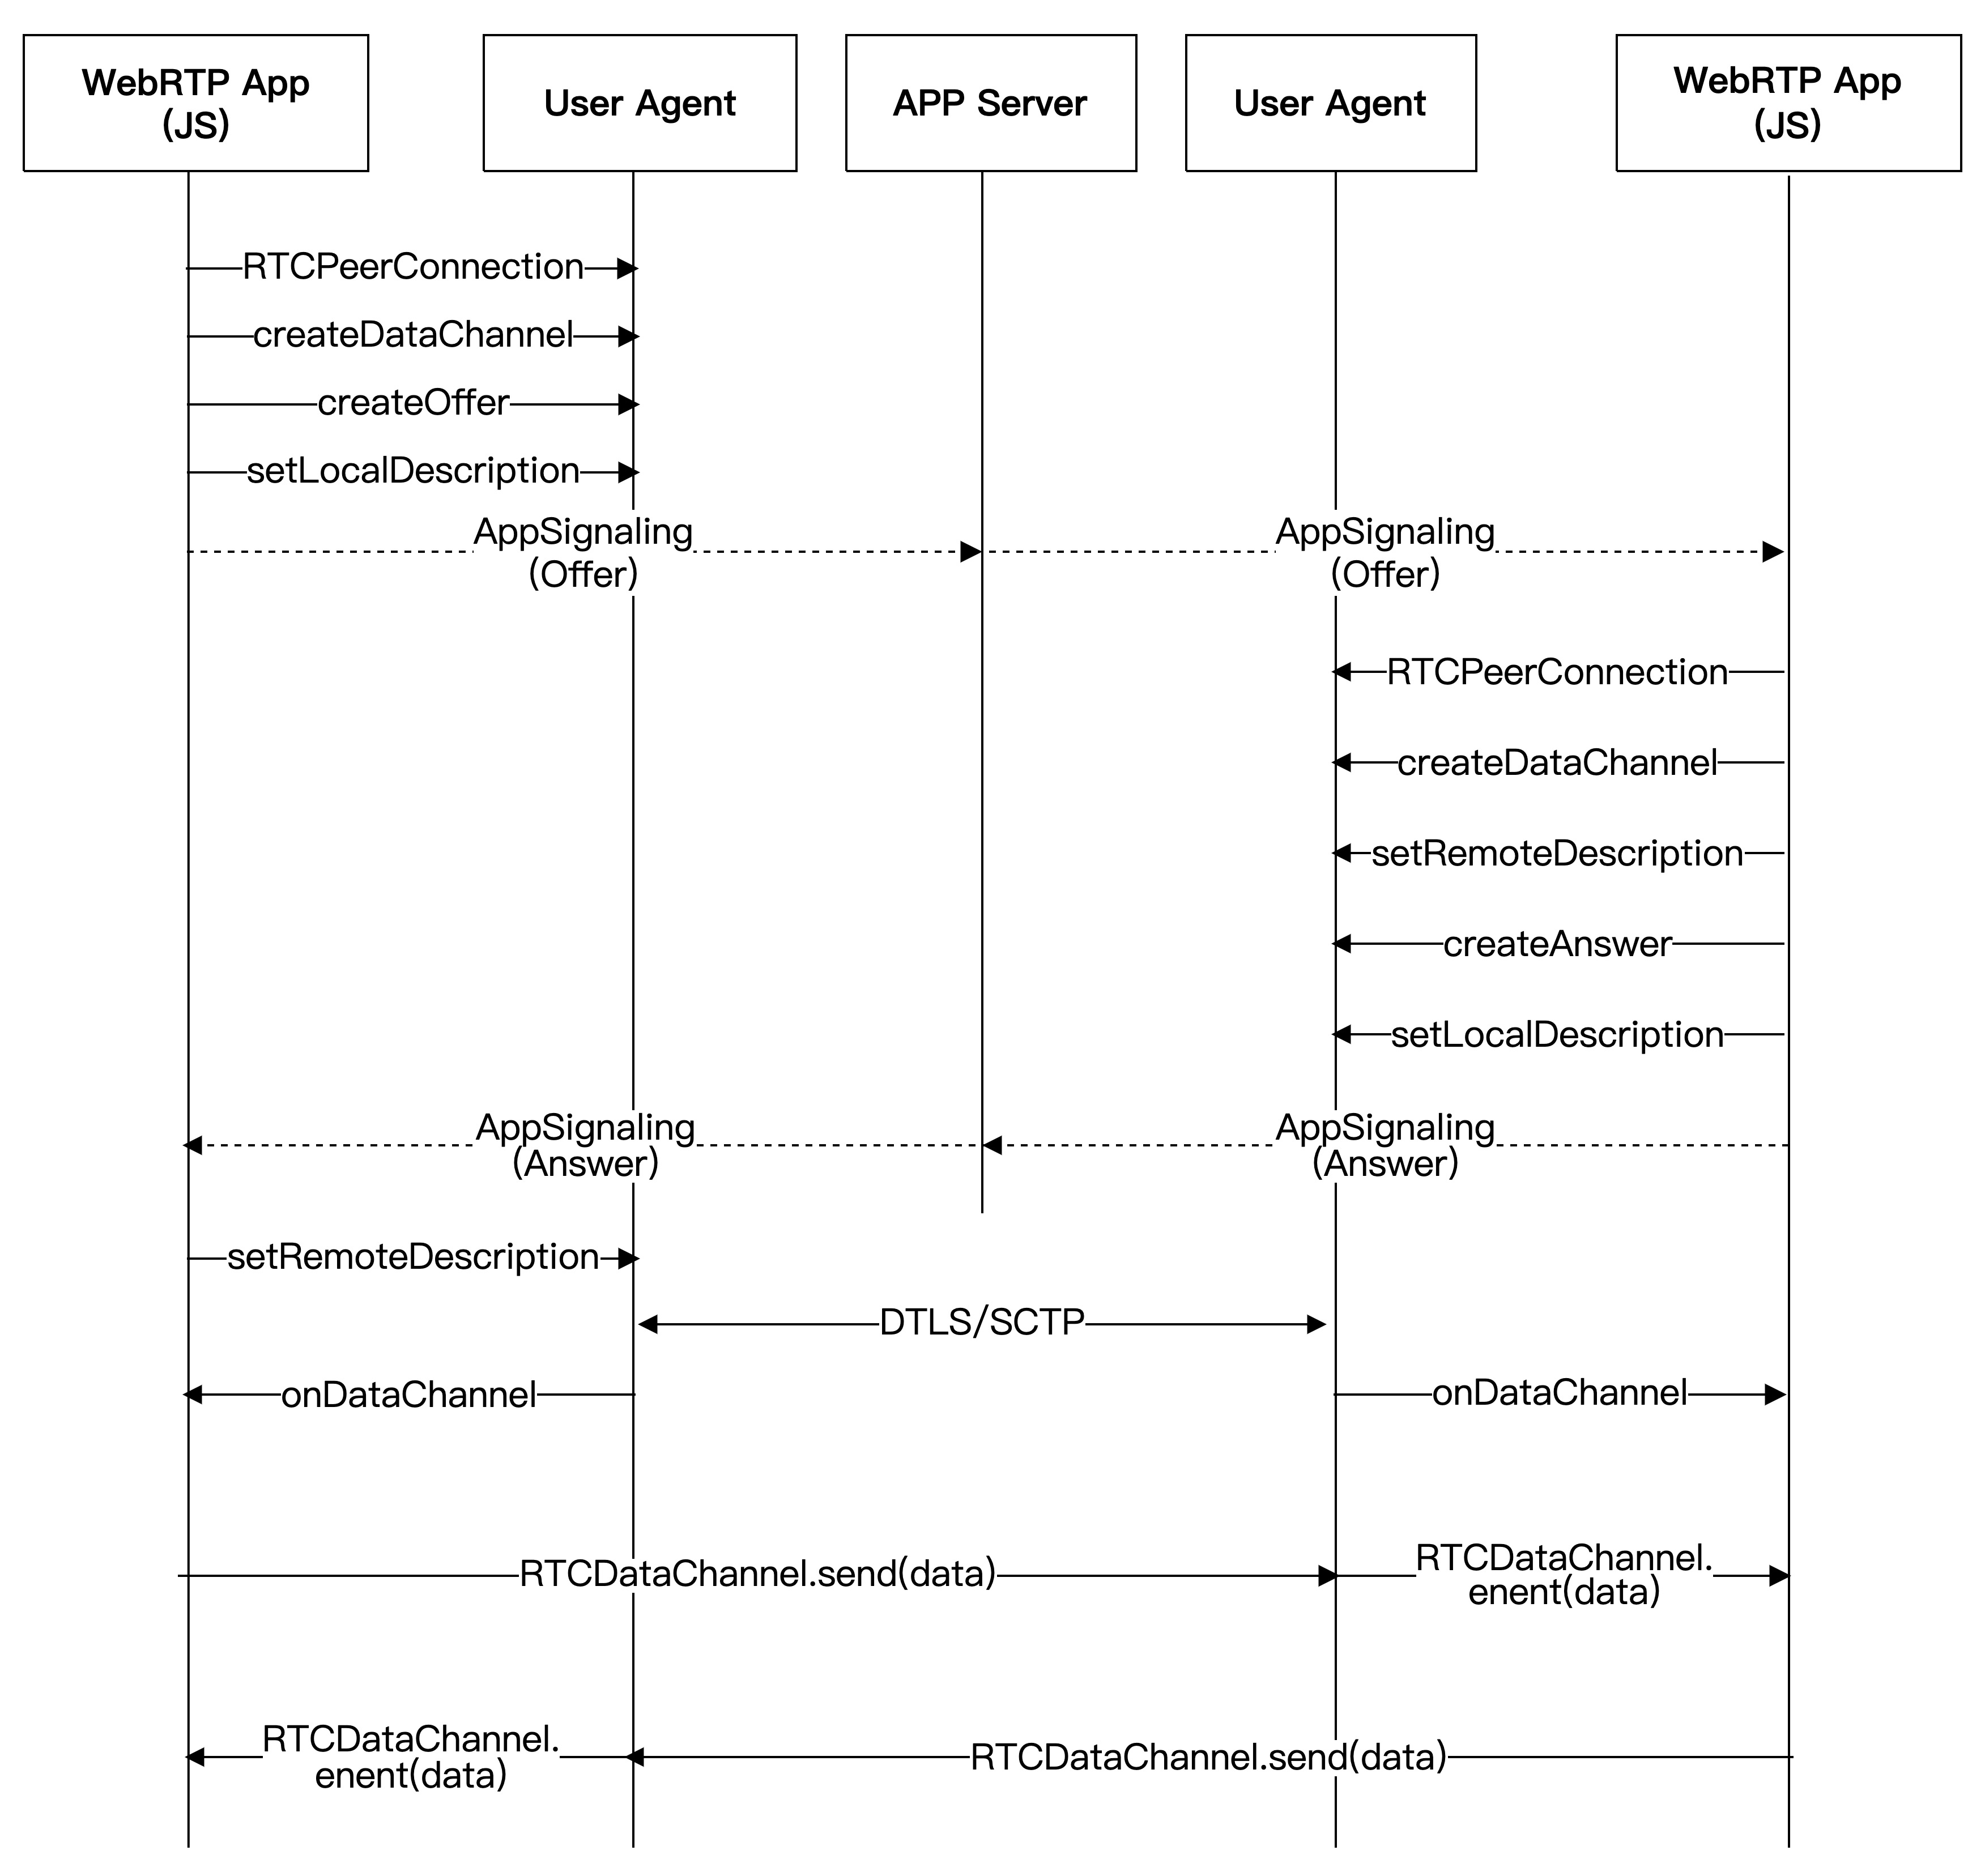 WebRTP App
(JS)
User Agent
APP Server
User Agent
WebRTP App
(JS)
RTCPeerConnection
createDataChannel
createOffer
setLocalDescription
AppSignaling
(Offer)
AppSignaling
(Offer)
RTCPeerConnection
createDataChannel
setRemoteDescription
createAnswer
setLocalDescription
AppSignaling
(Answer)
AppSignaling
(Answer)
setRemoteDescription
DTLS/SCTP
onDataChannel
onDataChannel
RTCDataChannel.send(data)
RTCDataChannel.
enent(data)
RTCDataChannel.
enent(data)
RTCDataChannel.send(data)